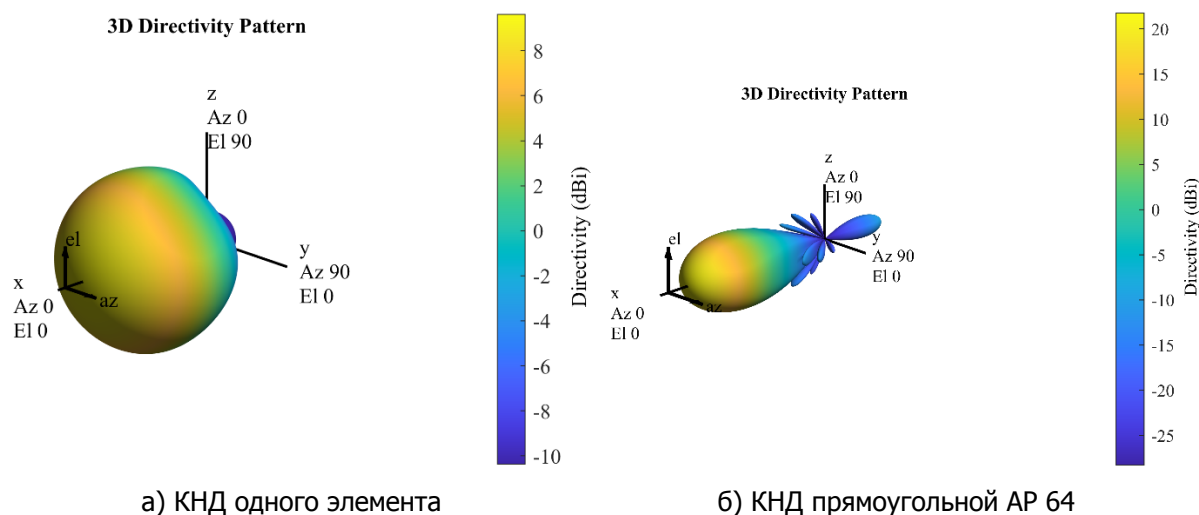 3D Directivity Pattern
z
Az 0
El 90
el
x
Az 0
El 0
az
y
Az 90
El 0
8
6
4
2
0
-2
-4
-6
-8
-10
Directivity (dBi)
а) КНД одного элемента
3D Directivity Pattern
z
Az 0
El 90
el
x
Az 0
El 0
az
y
Az 90
El 0
20
15
10
5
0
-5
-10
-15
-20
-25
Directivity (dBi)
б) КНД прямоугольной АР 64